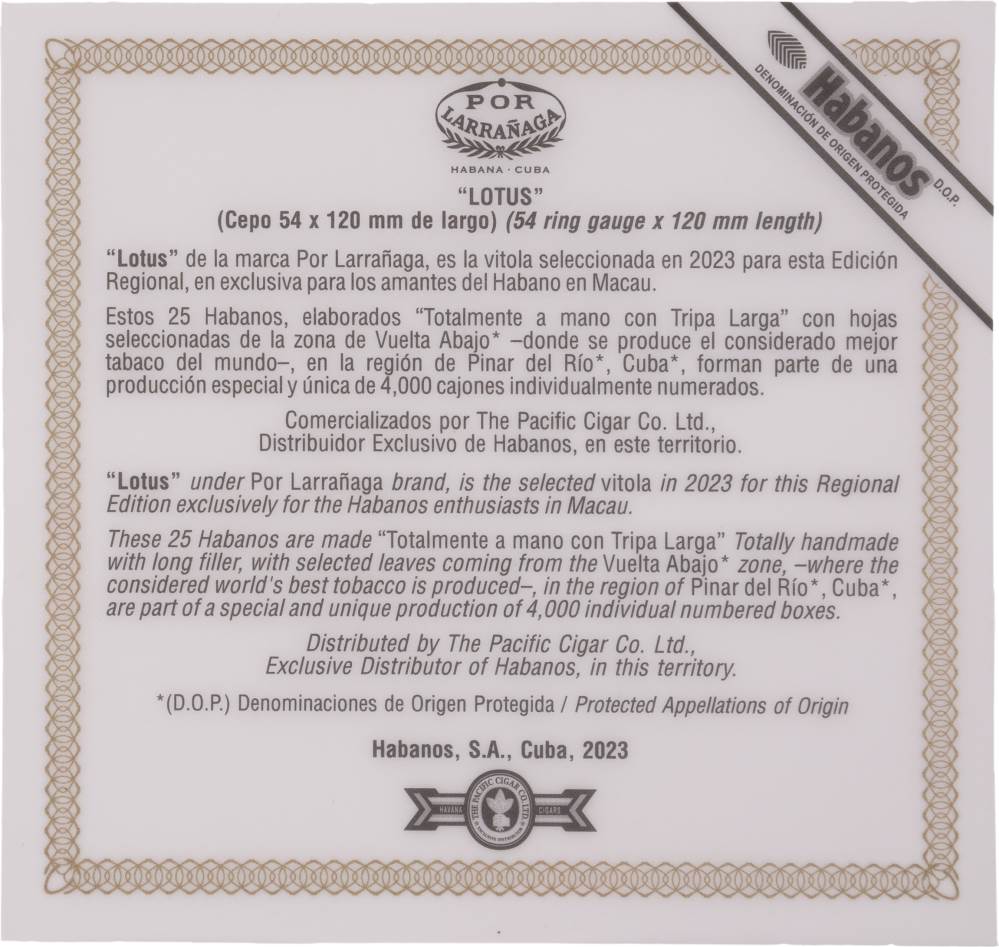 POR
LARRAÑAGA
HABANA · CUBA
Habanos
DENOMINACIÓN DE ORIGEN PROTEGIDA
D.O.P.
“LOTUS”
(Cepo 54 x 120 mm de largo) (54 ring gauge x 120 mm length)
“Lotus” de la marca Por Larrañaga, es la vitola seleccionada en 2023 para esta Edición
Regional, en exclusiva para los amantes del Habano en Macau.
Estos 25 Habanos, elaborados “Totalmente a mano con Tripa Larga” con hojas
seleccionadas de la zona de Vuelta Abajo* –donde se produce el considerado mejor
tabaco del mundo–, en la región de Pinar del Río*, Cuba*, forman parte de una
producción especial y única de 4,000 cajones individualmente numerados.
Comercializados por The Pacific Cigar Co. Ltd.,
Distribuidor Exclusivo de Habanos, en este territorio.
“Lotus” under Por Larrañaga brand, is the selected vitola in 2023 for this Regional
Edition exclusively for the Habanos enthusiasts in Macau.
These 25 Habanos are made “Totalmente a mano con Tripa Larga” Totally handmade
with long filler, with selected leaves coming from the Vuelta Abajo* zone, –where the
considered world's best tobacco is produced–, in the region of Pinar del Río*, Cuba*,
are part of a special and unique production of 4,000 individual numbered boxes.
Distributed by The Pacific Cigar Co. Ltd.,
Exclusive Distributor of Habanos, in this territory.
*(D.O.P.) Denominaciones de Origen Protegida / Protected Appellations of Origin
Habanos, S.A., Cuba, 2023
THE PACIFIC CIGAR CO. LTD.
HAVANA CIGARS